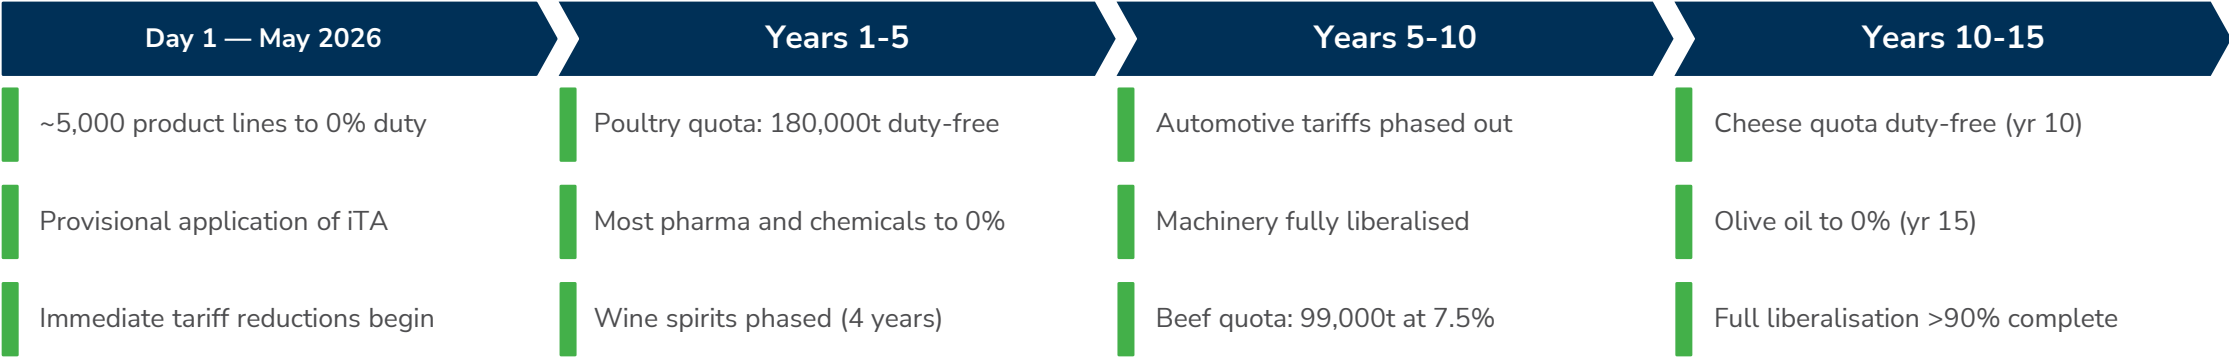 Day 1 — May 2026
~5,000 product lines to 0% duty
Provisional application of iTA
Immediate tariff reductions begin
Years 1-5
Poultry quota: 180,000t duty-free
Most pharma and chemicals to 0%
Wine spirits phased (4 years)
Years 5-10
Automotive tariffs phased out
Machinery fully liberalised
Beef quota: 99,000t at 7.5%
Years 10-15
Cheese quota duty-free (yr 10)
Olive oil to 0% (yr 15)
Full liberalisation >90% complete